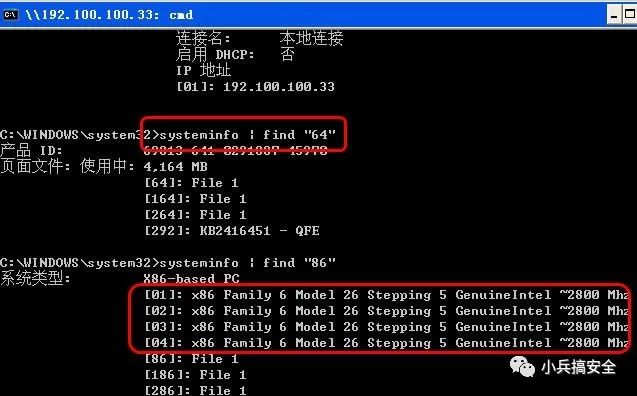 \\192.100.100.33: cmd
连接名: 本地连接
启用 DHCP: 否
IP 地址
[01]: 192.100.100.33
C:\WINDOWS\system32>systeminfo | find "64"
产品 ID: 69813-641-3291887-45978
页面文件: 使用中: 4,164 MB
[64]: File 1
[164]: File 1
[264]: File 1
[292]: KB2416451 - QFE
C:\WINDOWS\system32>systeminfo | find "86"
系统类型: X86-based PC
[01]: x86 Family 6 Model 26 Stepping 5 GenuineIntel ~2800 Mhz
[02]: x86 Family 6 Model 26 Stepping 5 GenuineIntel ~2800 Mhz
[03]: x86 Family 6 Model 26 Stepping 5 GenuineIntel ~2800 Mhz
[04]: x86 Family 6 Model 26 Stepping 5 GenuineIntel ~2800 Mhz
[86]: File 1
[186]: File 1
[286]: File 1
小兵搞安全